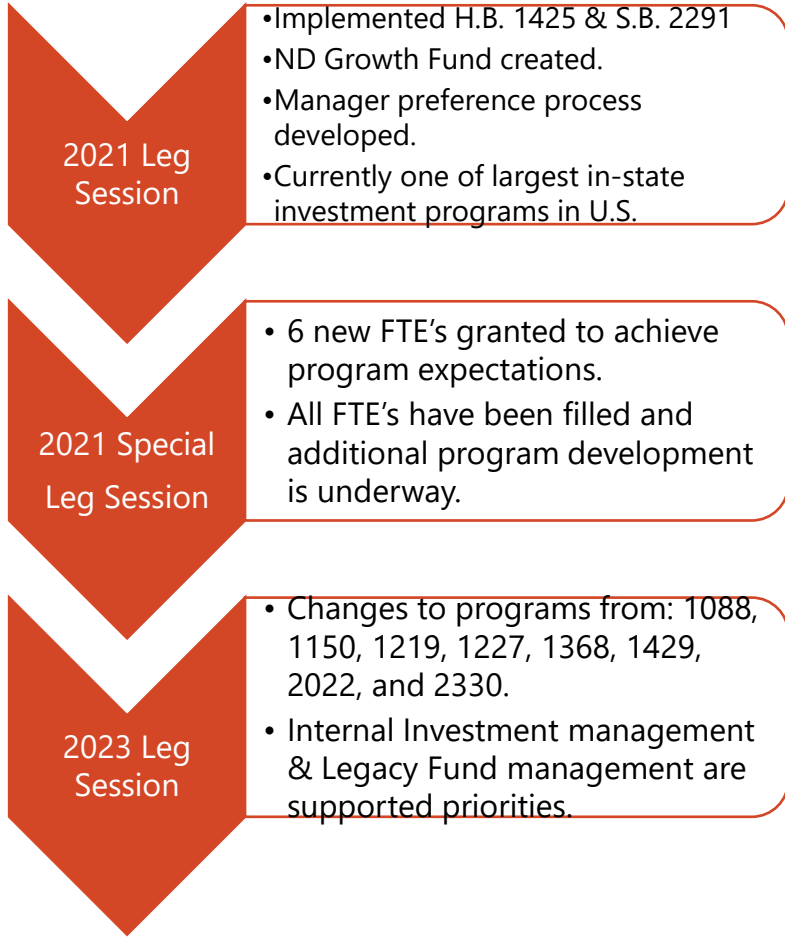 2021 Leg
Session
•Implemented H.B. 1425 & S.B. 2291
•ND Growth Fund created.
•Manager preference process
developed.
•Currently one of largest in-state
investment programs in U.S.
2021 Special
Leg Session
• 6 new FTE’s granted to achieve
program expectations.
• All FTE’s have been filled and
additional program development
is underway.
2023 Leg
Session
• Changes to programs from: 1088,
1150, 1219, 1227, 1368, 1429,
2022, and 2330.
• Internal Investment management
& Legacy Fund management are
supported priorities.